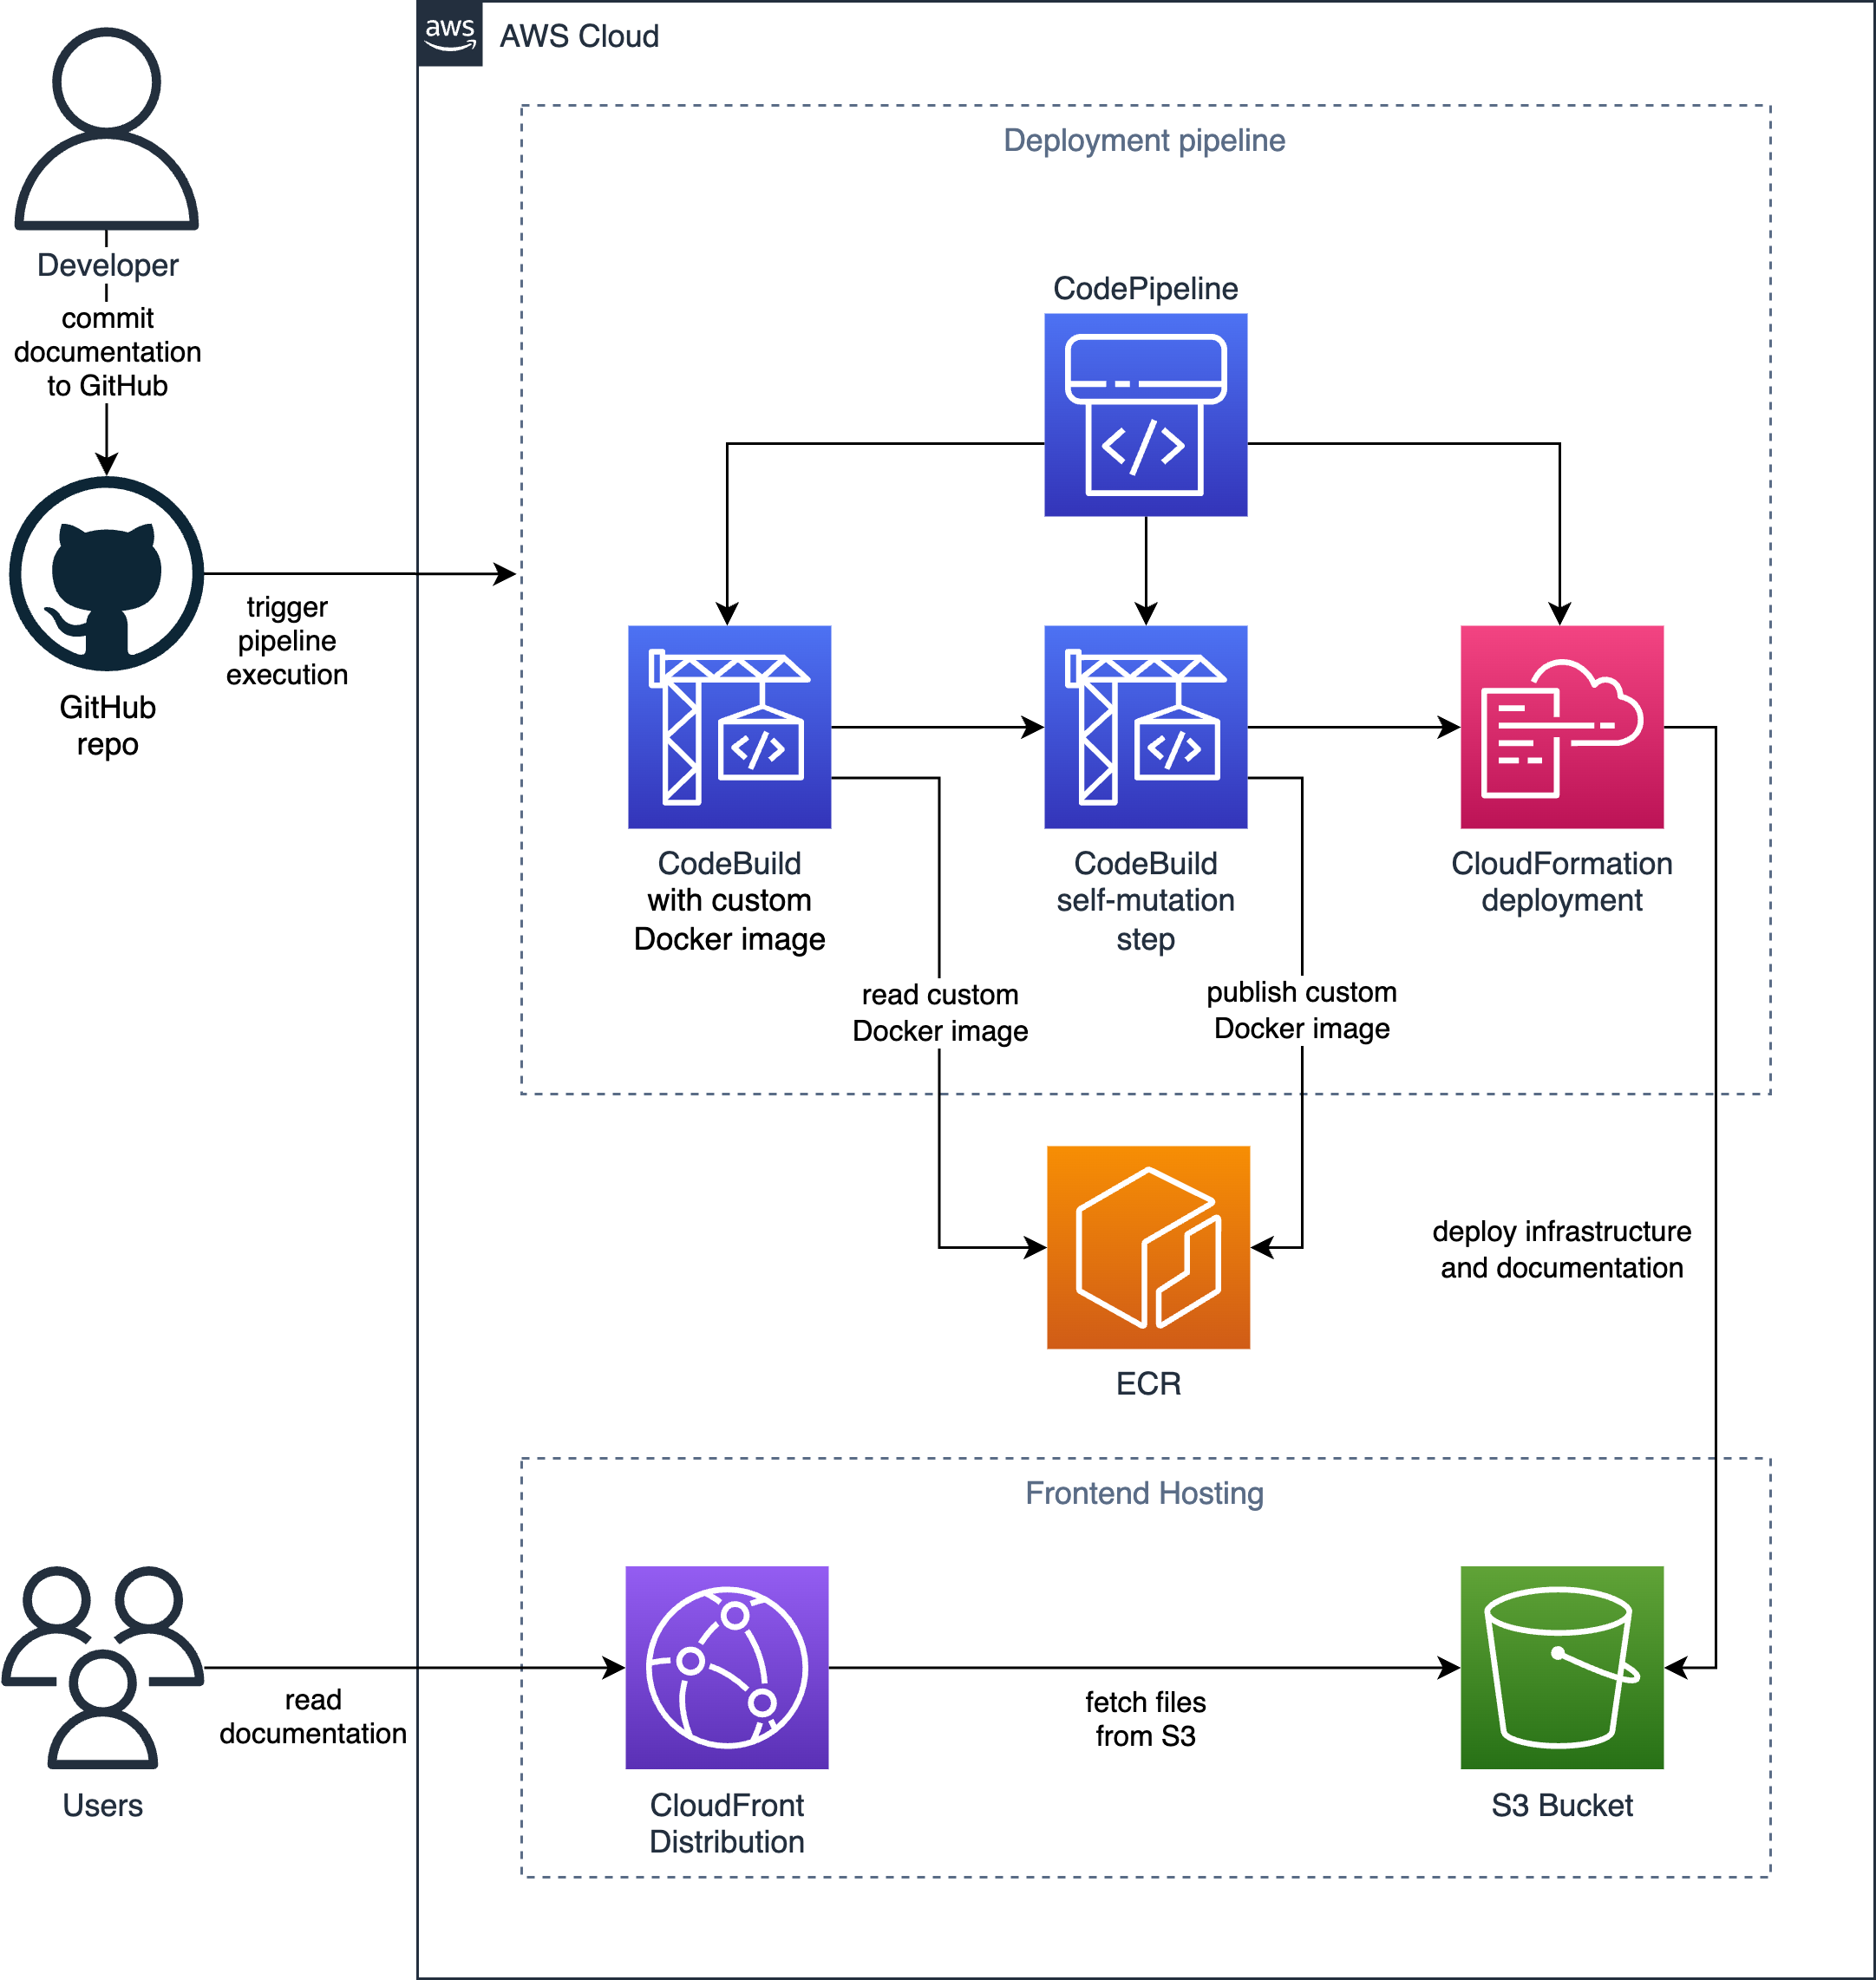 aws
AWS Cloud
Deployment pipeline
Developer
commit
documentation
to GitHub
CodePipeline
</>
trigger
pipeline
execution
GitHub
repo
</>
</>
CodeBuild
with custom
Docker image
CodeBuild
self-mutation
step
CloudFormation
deployment
read custom
Docker image
publish custom
Docker image
deploy infrastructure
and documentation
ECR
Frontend Hosting
read
documentation
fetch files
from S3
Users
CloudFront
Distribution
S3 Bucket